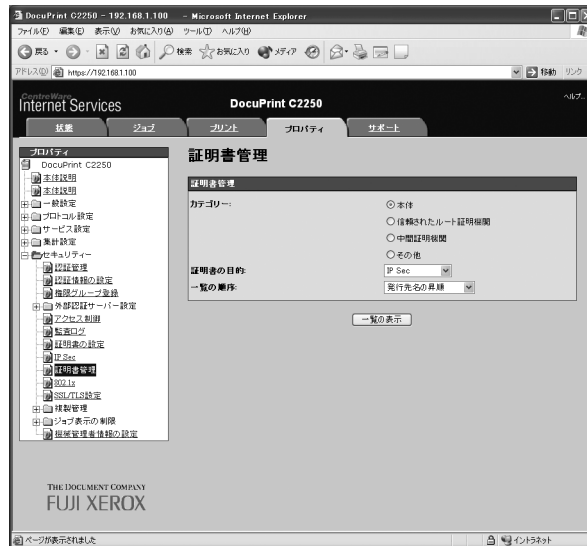 DocuPrint C2250 - 192.168.1.100 - Microsoft Internet Explorer
ファイル(F) 編集(E) 表示(V) お気に入り(A) ツール(T) ヘルプ(H)
戻る 検索 お気に入り メディア
アドレス(D) https://192.168.1.100 移動 リンク
CentreWare
Internet Services
DocuPrint C2250
ヘルプ...
状態 ジョブ プリント プロパティ サポート
プロパティ
DocuPrint C2250
本体説明
本体説明
一般設定
プロトコル設定
サービス設定
集計設定
セキュリティー
認証管理
認証情報の設定
権限グループ登録
外部認証サーバー設定
アクセス制御
監査ログ
証明書の設定
IP Sec
証明書管理
802.1x
SSL/TLS設定
複製管理
ジョブ表示の制限
機械管理者情報の設定
THE DOCUMENT COMPANY
FUJI XEROX
証明書管理
証明書管理
カテゴリー:
本体
信頼されたルート証明機関
中間証明機関
その他
証明書の目的: IP Sec
一覧の順序: 発行先名の昇順
一覧の表示
ページが表示されました イントラネット